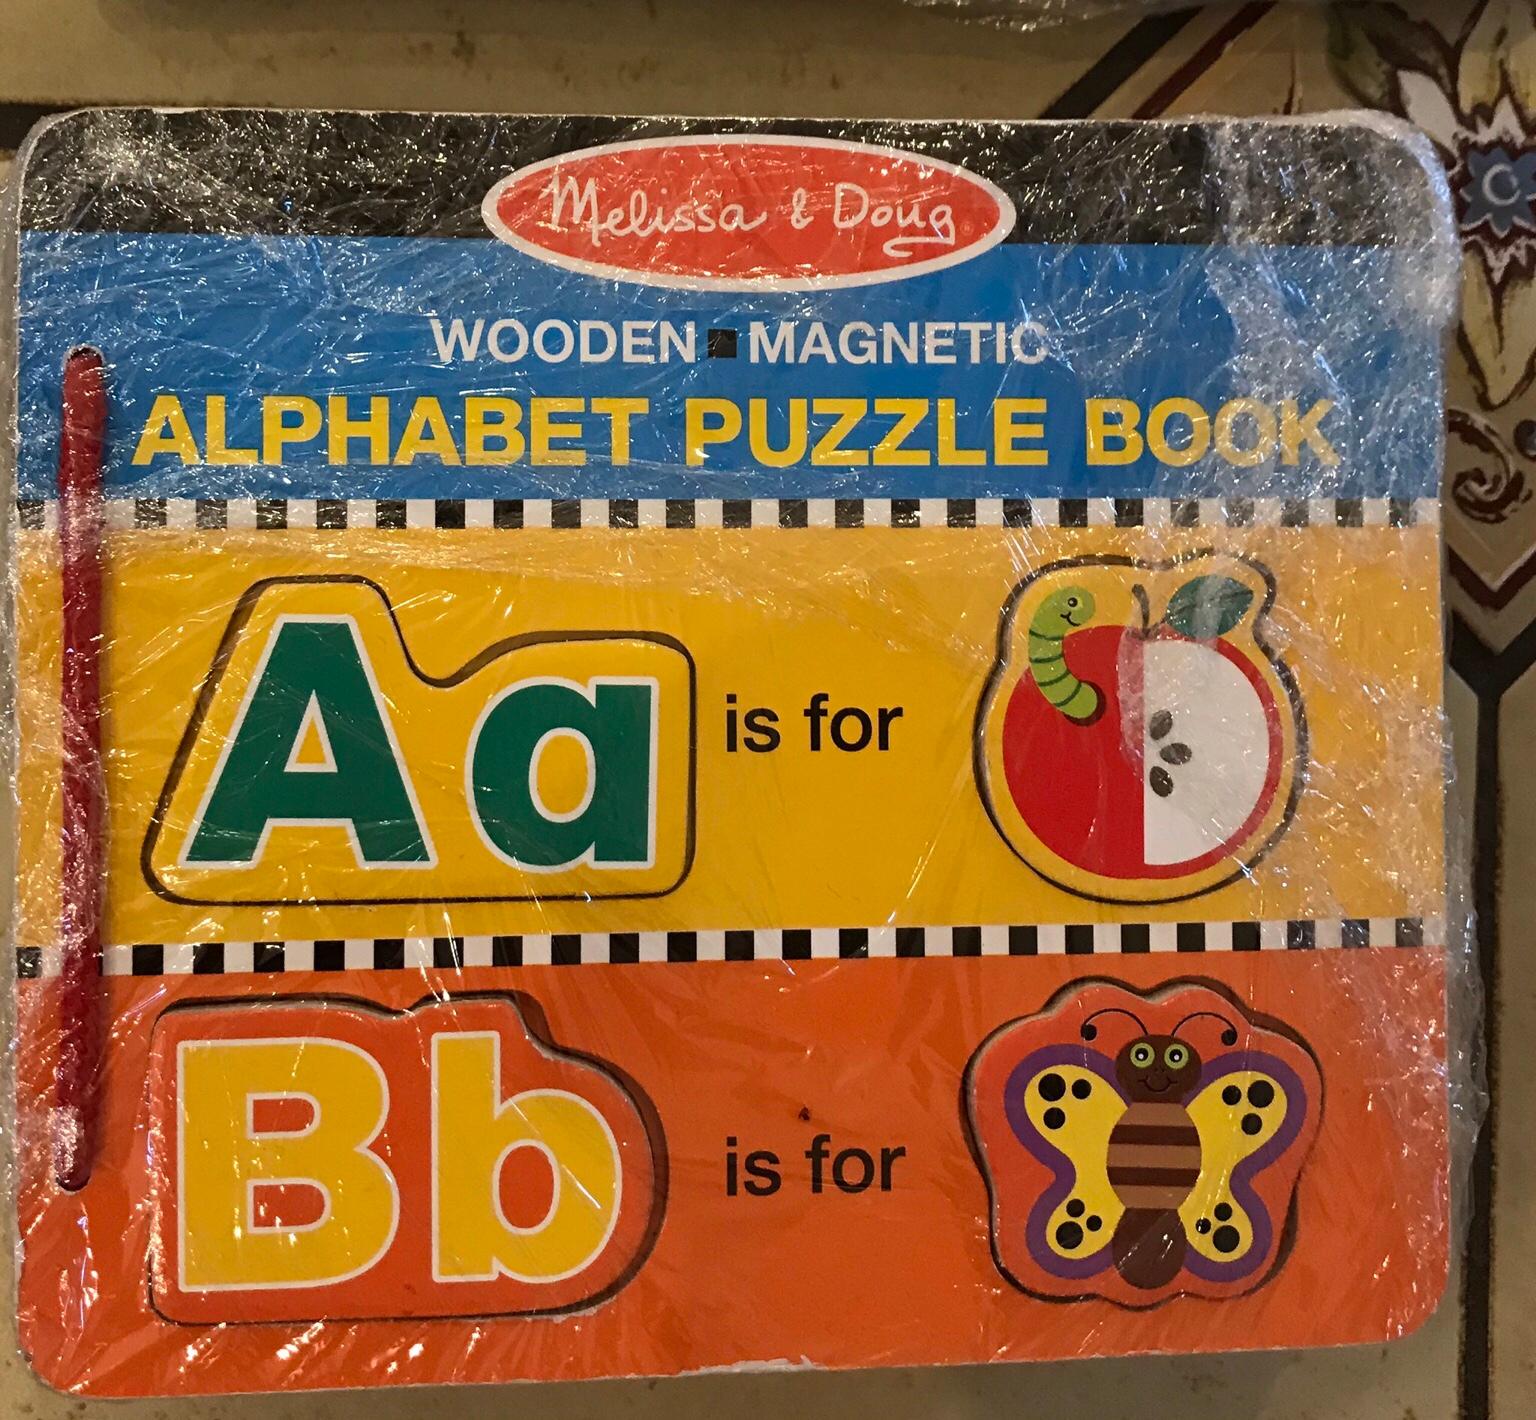 Melissa & Doug
WOODEN ■ MAGNETIC
ALPHABET PUZZLE BOOK
Aa is for
Bb is for